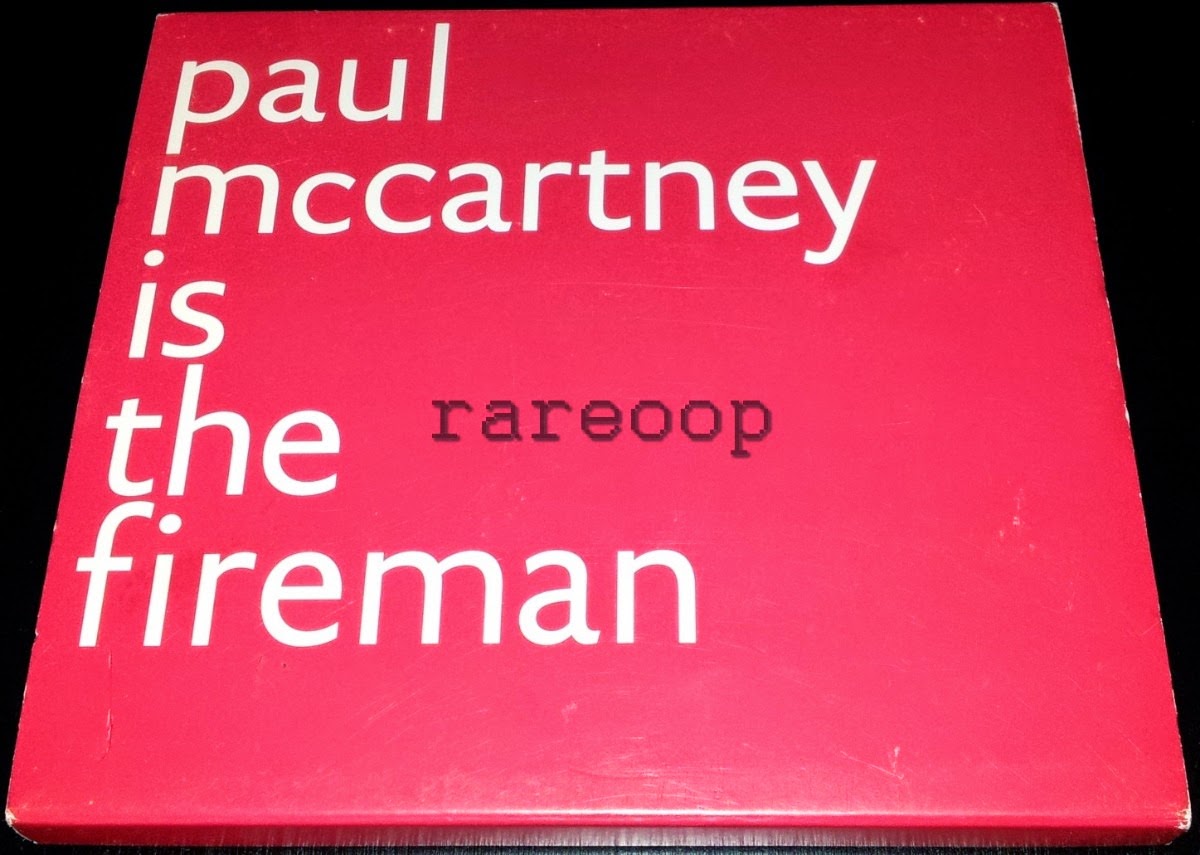 paul
mccartney
is
the
rareoop
fireman